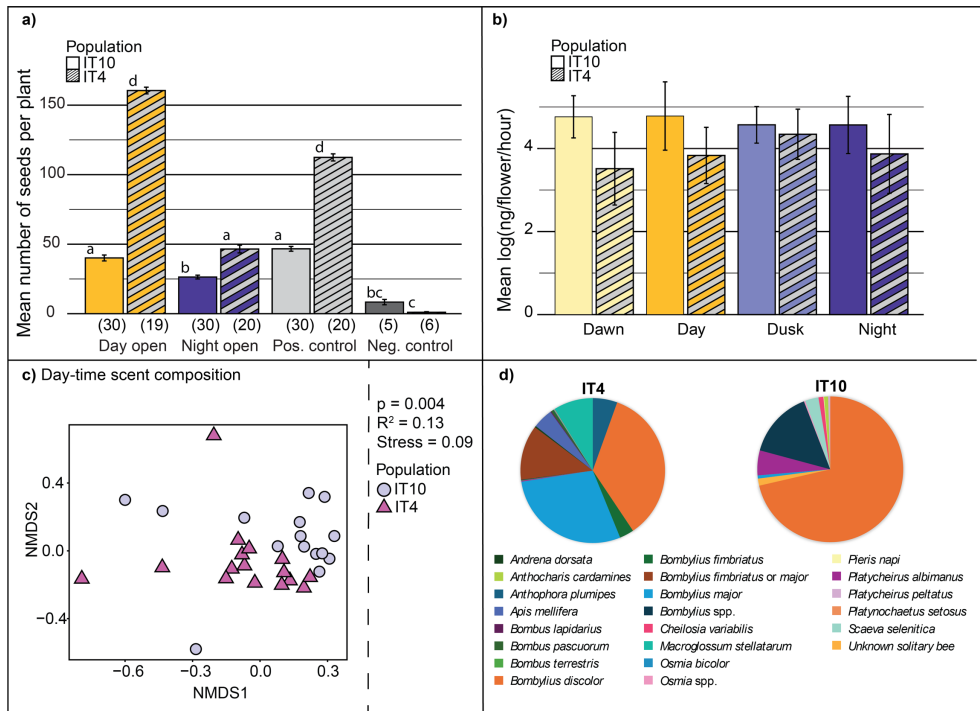 a)
Population
IT10
IT4
Mean number of seeds per plant
150
100
50
0
a
d
b
a
a
d
bc
c
(30) (19) (30) (20) (30) (20) (5) (6)
Day open Night open Pos. control Neg. control
b)
Population
IT10
IT4
Mean log(ng/flower/hour)
4
2
0
Dawn Day Dusk Night
c) Day-time scent composition
NMDS2
0.4
0.0
−0.4
−0.6 −0.3 0.0 0.3
NMDS1
p = 0.004
R² = 0.13
Stress = 0.09
Population
IT10
IT4
d)
IT4
IT10
Andrena dorsata
Anthocharis cardamines
Anthophora plumipes
Apis mellifera
Bombus lapidarius
Bombus pascuorum
Bombus terrestris
Bombylius discolor
Bombylius fimbriatus
Bombylius fimbriatus or major
Bombylius major
Bombylius spp.
Cheilosia variabilis
Macroglossum stellatarum
Osmia bicolor
Osmia spp.
Pieris napi
Platycheirus albimanus
Platycheirus peltatus
Platynochaetus setosus
Scaeva selenitica
Unknown solitary bee